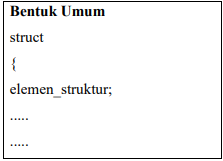 Bentuk Umum
struct
{
elemen_struktur;
.....
.....